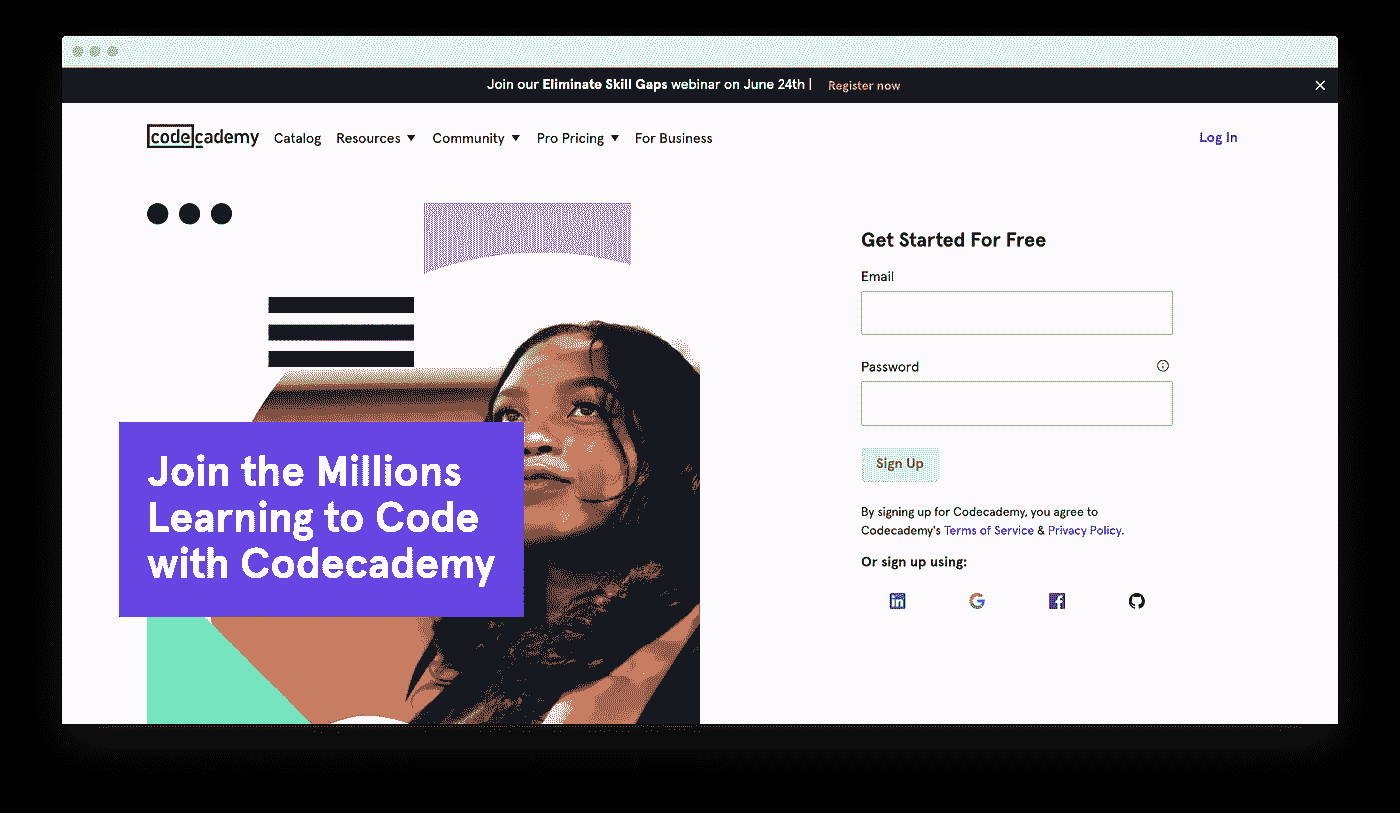 Join our Eliminate Skill Gaps webinar on June 24th | Register now
codecademy Catalog Resources Community Pro Pricing For Business Log In
Join the Millions
Learning to Code
with Codecademy
Get Started For Free
Email
Password
Sign Up
By signing up for Codecademy, you agree to
Codecademy's Terms of Service & Privacy Policy.
Or sign up using: